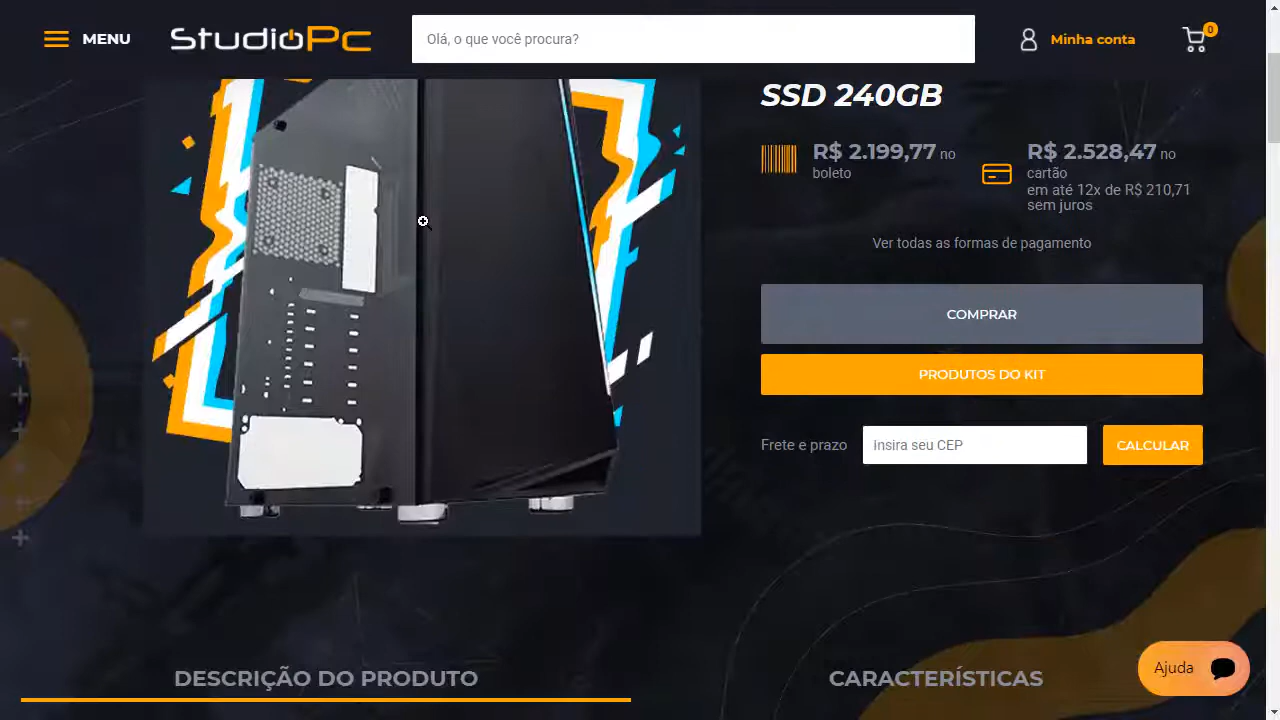 MENU
StudioPc
Olá, o que você procura?
Minha conta
0
SSD 240GB
R$ 2.199,77 no
boleto
R$ 2.528,47 no
cartão
em até 12x de R$ 210,71
sem juros
Ver todas as formas de pagamento
COMPRAR
PRODUTOS DO KIT
Frete e prazo
Insira seu CEP
CALCULAR
DESCRIÇÃO DO PRODUTO
CARACTERÍSTICAS
Ajuda